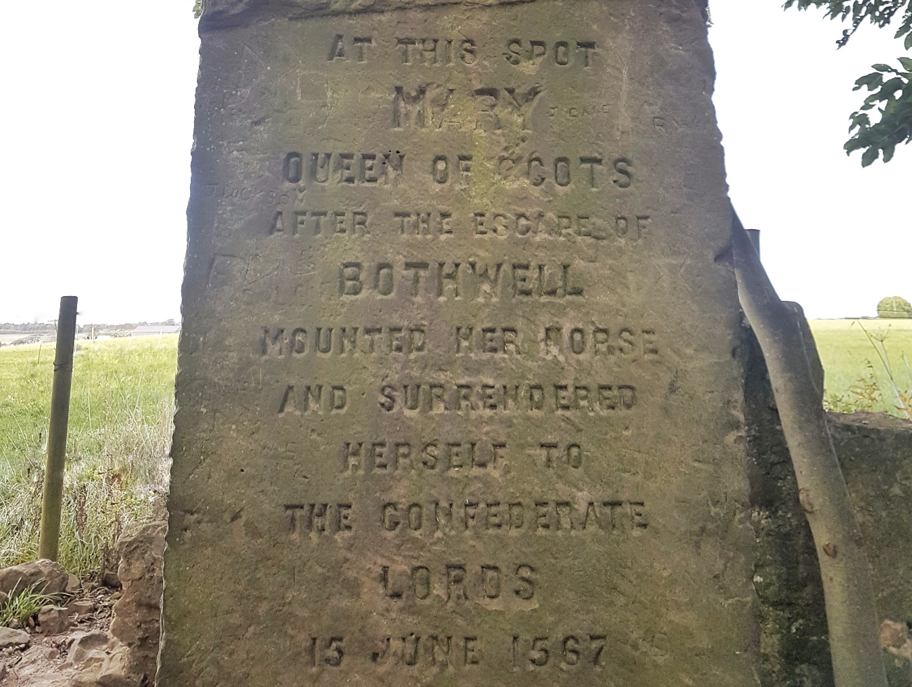 AT THIS SPOT
MARY
QUEEN OF SCOTS
AFTER THE ESCAPE OF
BOTHWELL
MOUNTED HER HORSE
AND SURRENDERED
HERSELF TO
THE CONFEDERATE
LORDS
15 JUNE 1567